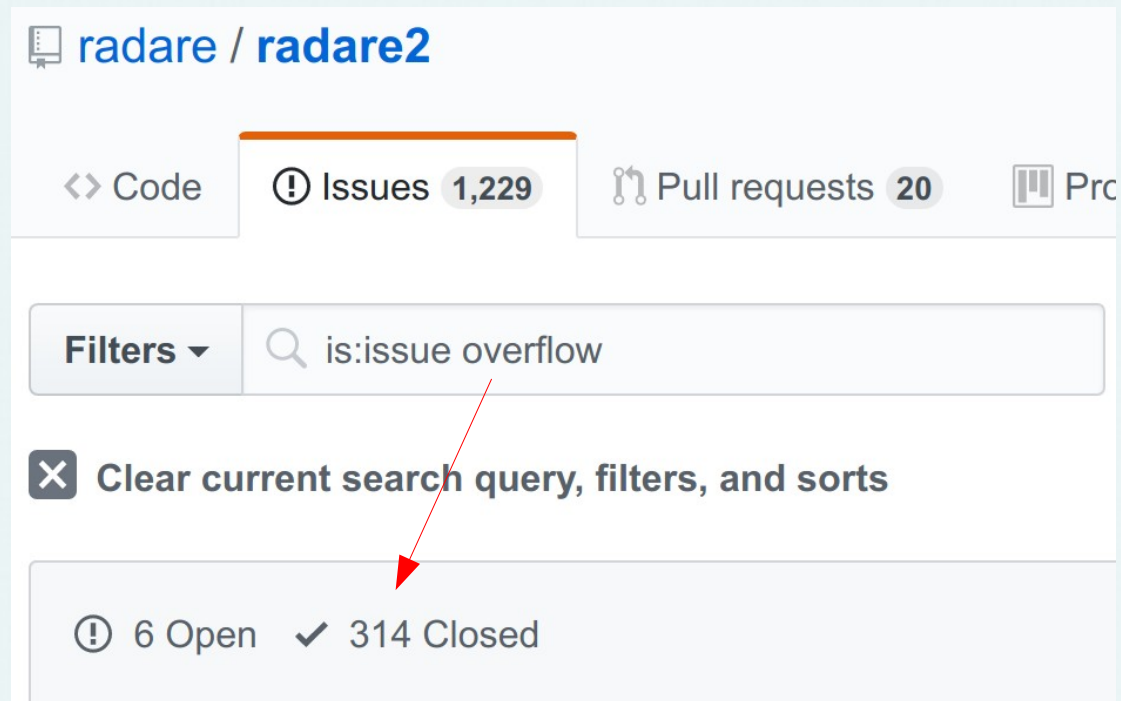 radare / radare2
Code Issues 1,229 Pull requests 20 Pro
Filters is:issue overflow
Clear current search query, filters, and sorts
6 Open 314 Closed